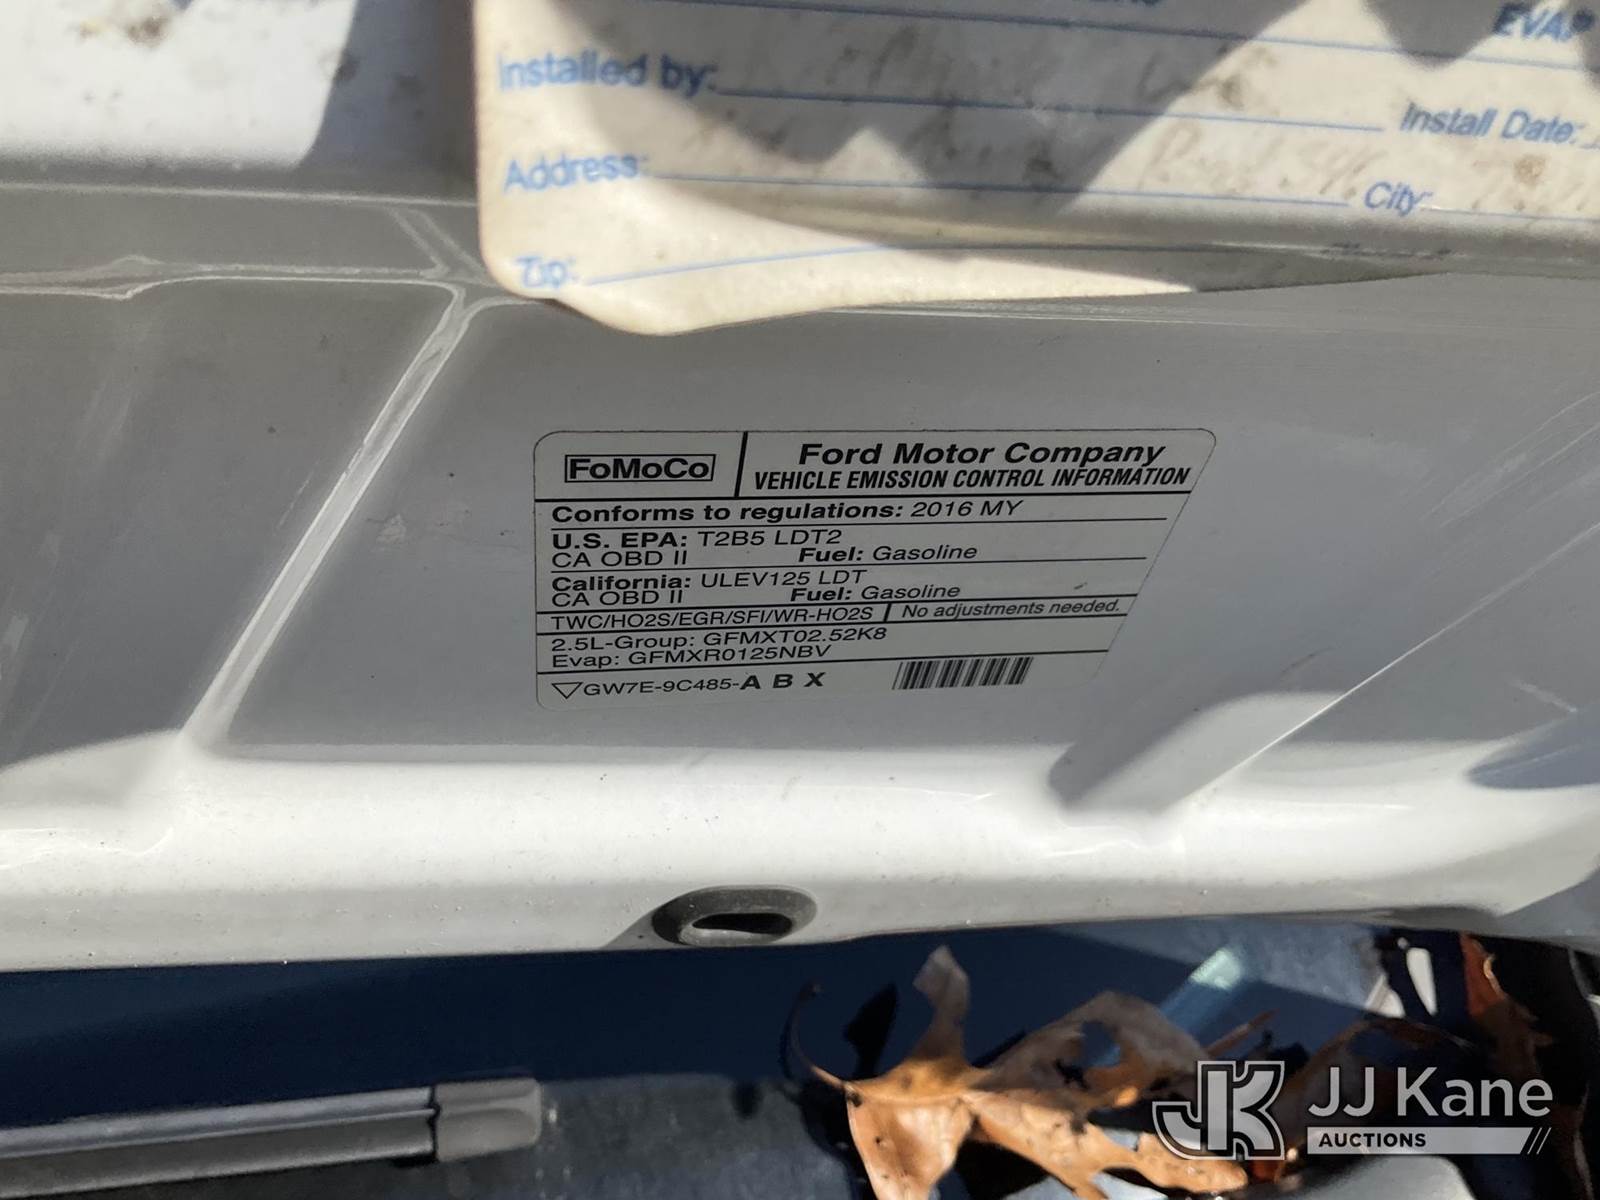 EVAP
Installed by:
Install Date:
Address:
City:
Zip:
FoMoCo
Ford Motor Company
VEHICLE EMISSION CONTROL INFORMATION
Conforms to regulations: 2016 MY
U.S. EPA: T2B5 LDT2
CA OBD II Fuel: Gasoline
California: ULEV125 LDT
CA OBD II Fuel: Gasoline
TWC/HO2S/EGR/SFI/WR-HO2S No adjustments needed.
2.5L-Group: GFMXT02.52K8
Evap: GFMXR0125NBV
GW7E-9C485-A B X
JK JJ Kane
AUCTIONS